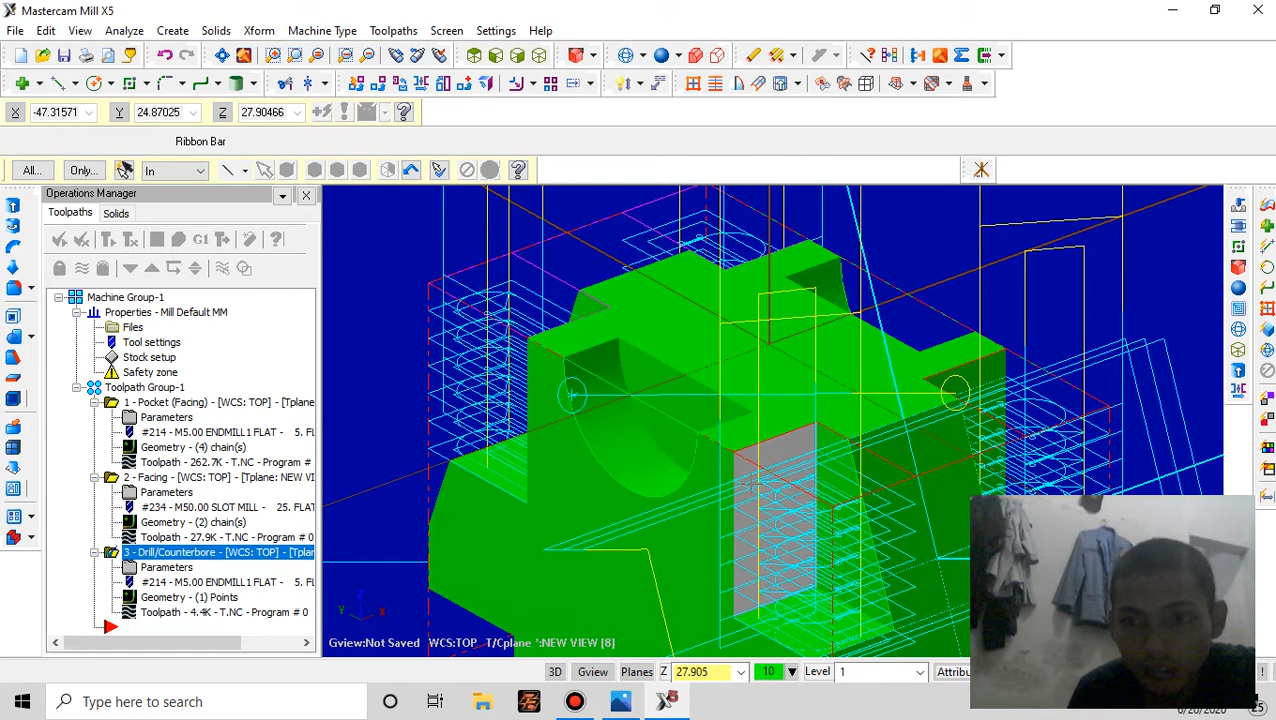 Mastercam Mill X5
File Edit View Analyze Create Solids Xform Machine Type Toolpaths Screen Settings Help
X -47.31571 Y 24.87025 Z 27.90466
Ribbon Bar
All... Only... In
Operations Manager
Toolpaths Solids
G1
Machine Group-1
Properties - Mill Default MM
Files
Tool settings
Stock setup
Safety zone
Toolpath Group-1
1 - Pocket (Facing) - [WCS: TOP] - [Tplane
Parameters
#214 - M5.00 ENDMILL1 FLAT - 5. F
Geometry - (4) chain(s)
Toolpath - 262.7K - T.NC - Program #
2 - Facing - [WCS: TOP] - [Tplane: NEW VI
Parameters
#234 - M50.00 SLOT MILL - 25. FL
Geometry - (2) chain(s)
Toolpath - 27.9K - T.NC - Program # 0
3 - Drill/Counterbore - [WCS: TOP] - [Tplar
Parameters
#214 - M5.00 ENDMILL1 FLAT - 5. F
Geometry - (1) Points
Toolpath - 4.4K - T.NC - Program # 0
Z
Y X
Gview:Not Saved WCS:TOP T/Cplane *:NEW VIEW [8]
3D Gview Planes Z 27.905 10 Level 1 Attribu
Type here to search
6/20/2020 25